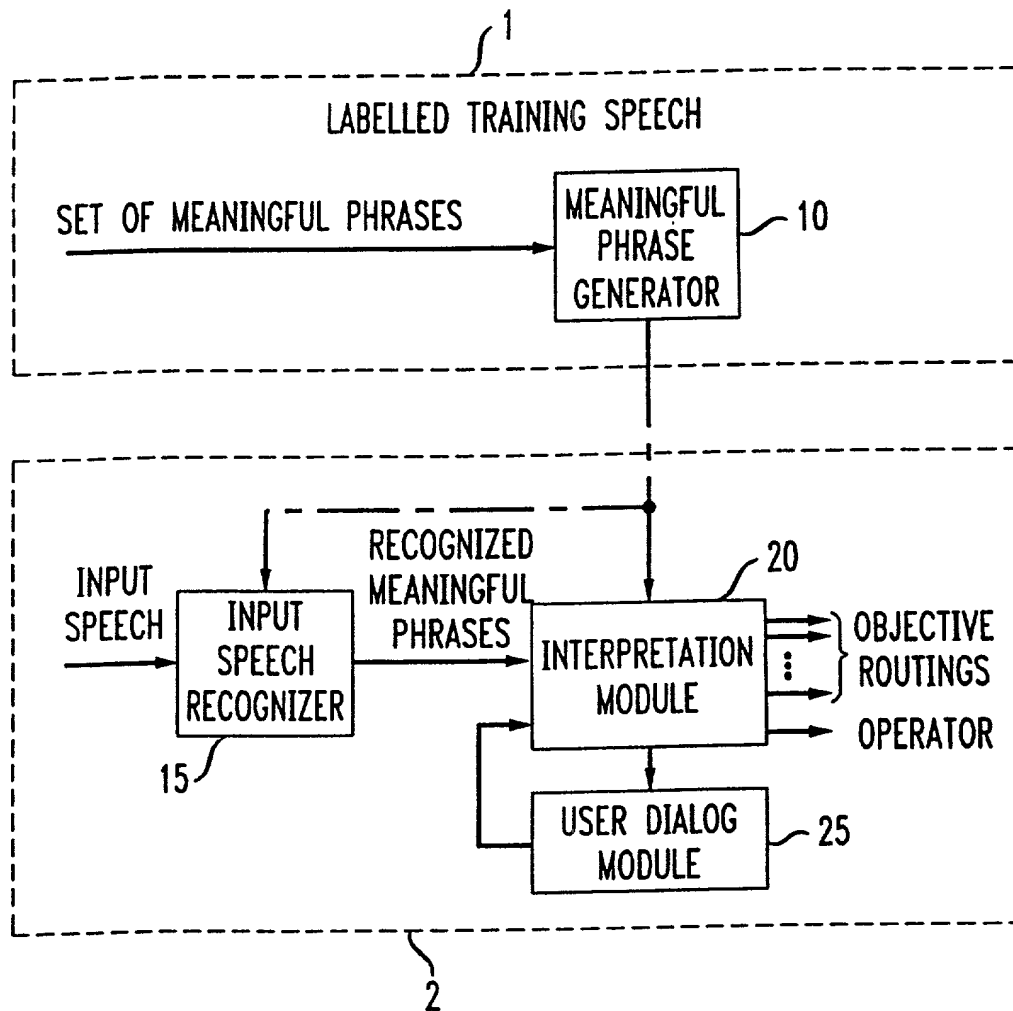 1
LABELLED TRAINING SPEECH
SET OF MEANINGFUL PHRASES
MEANINGFUL
PHRASE
GENERATOR
10
INPUT
SPEECH
INPUT
SPEECH
RECOGNIZER
15
RECOGNIZED
MEANINGFUL
PHRASES
20
INTERPRETATION
MODULE
OBJECTIVE
ROUTINGS
OPERATOR
USER DIALOG
MODULE
25
2